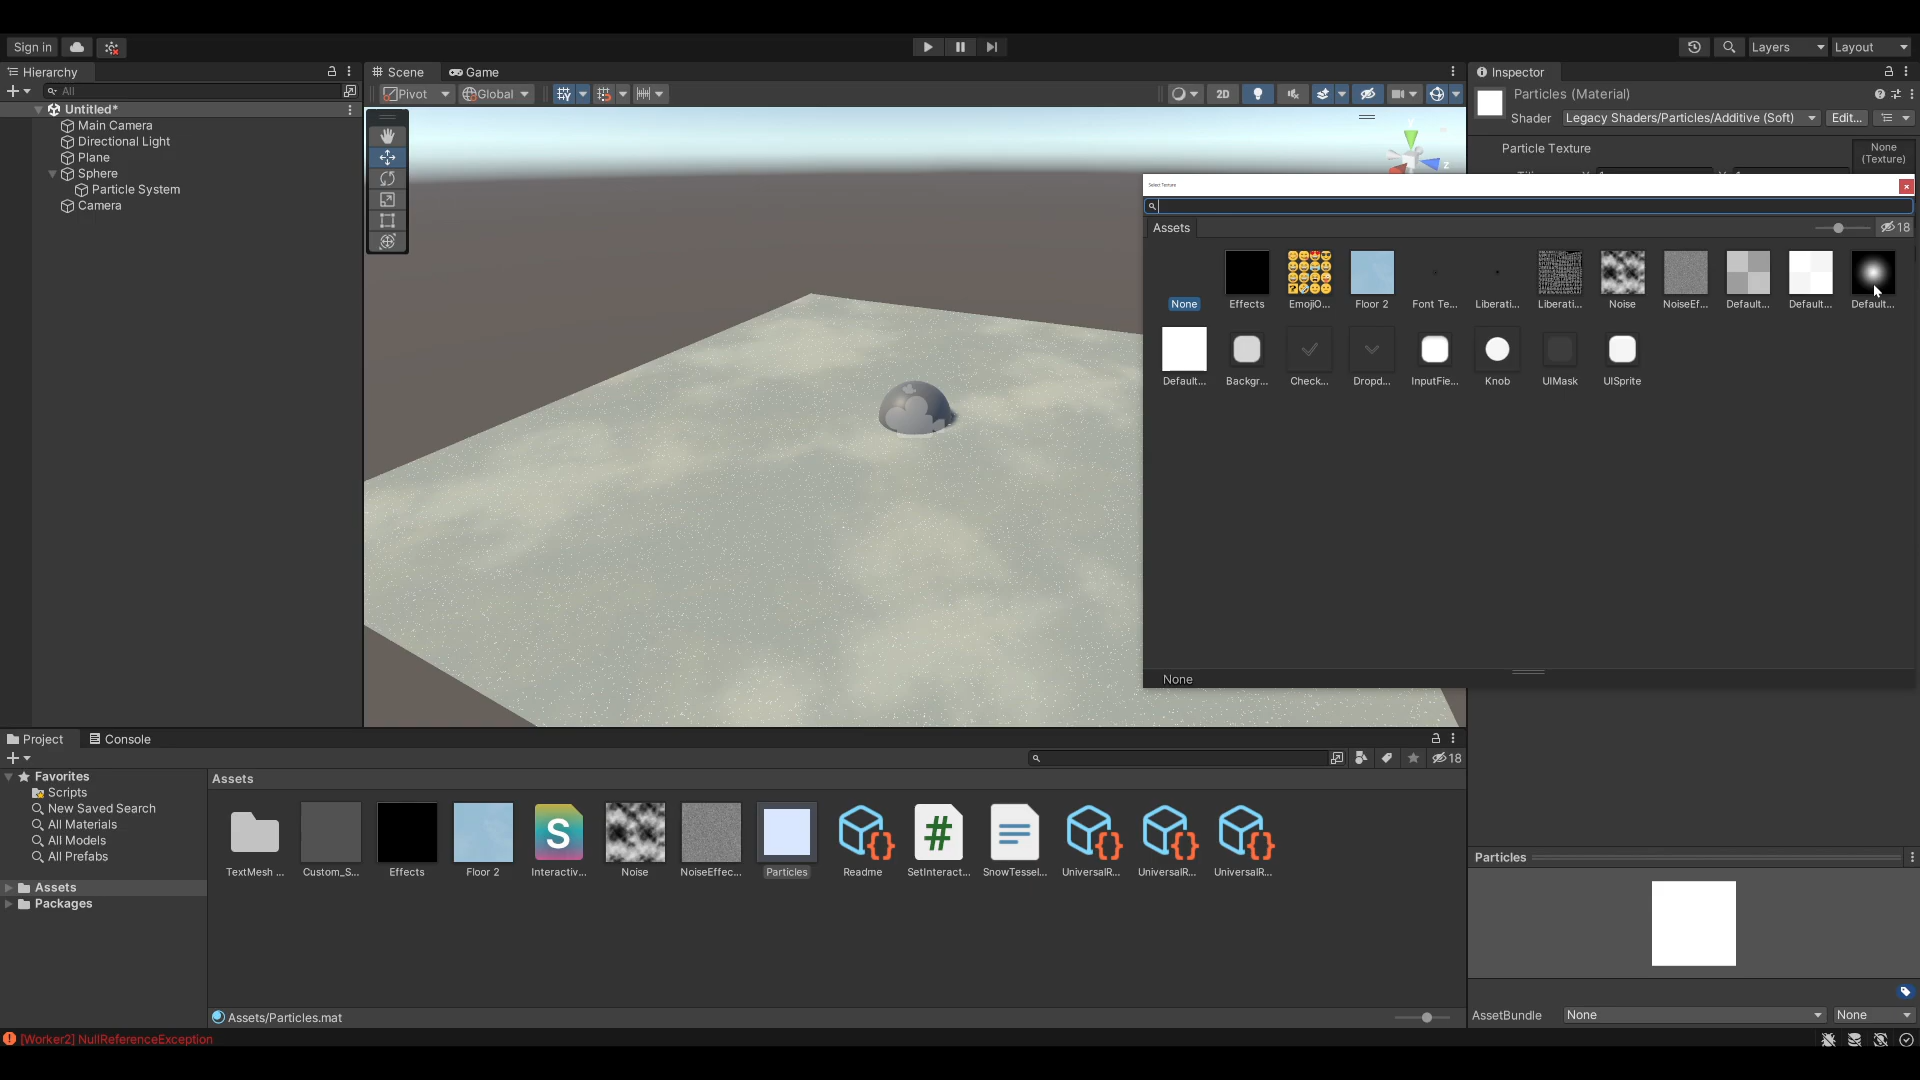 Sign in
Layers
Layout
Hierarchy
All
Untitled*
Main Camera
Directional Light
Plane
Sphere
Particle System
Camera
Scene
Game
Pivot
Global
2D
y
z
Inspector
Particles (Material)
Shader
Legacy Shaders/Particles/Additive (Soft)
Edit...
Particle Texture
None
(Texture)
Select Texture
Assets
18
None
Effects
EmojiO...
Floor 2
Font Te...
Liberati...
Liberati...
Noise
NoiseEf...
Default...
Default...
Default...
Default...
Backgr...
Check...
Dropd...
InputFie...
Knob
UIMask
UISprite
None
Project
Console
18
Favorites
Scripts
New Saved Search
All Materials
All Models
All Prefabs
Assets
Packages
Assets
TextMesh ...
Custom_S...
Effects
Floor 2
S
Interactiv...
Noise
NoiseEffec...
Particles
Readme
#
SetInteract...
SnowTessel...
UniversalR...
UniversalR...
UniversalR...
Assets/Particles.mat
Particles
AssetBundle
None
None
[Worker2] NullReferenceException